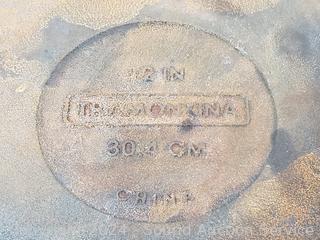 12 IN
TRAMONTINA
30.4 CM
CHINA